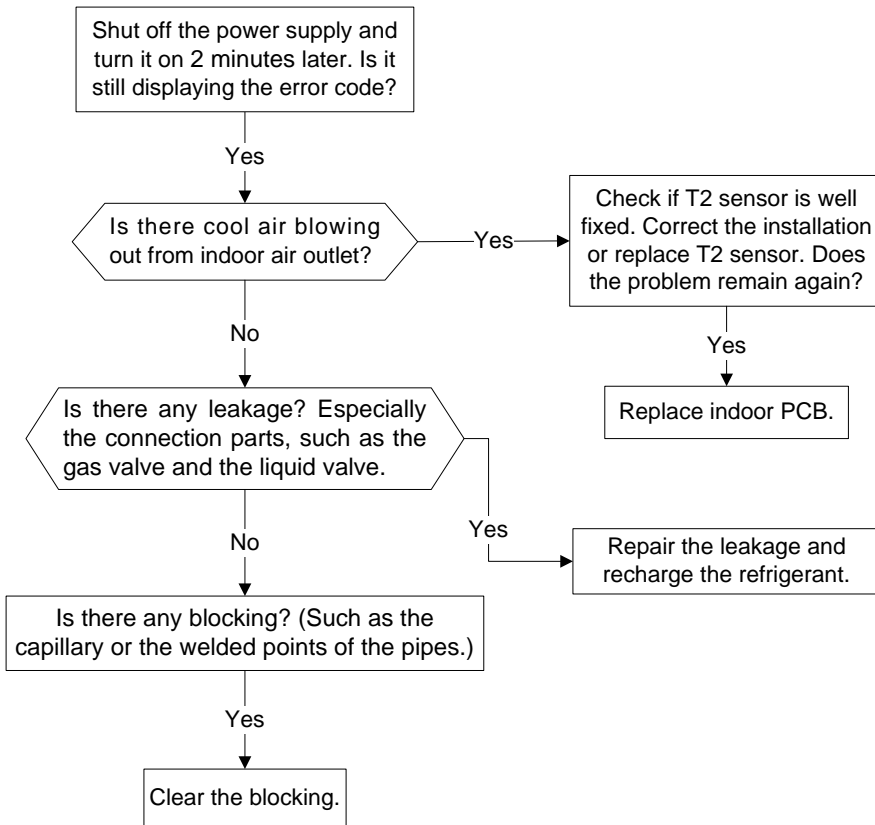 Shut off the power supply and
turn it on 2 minutes later. Is it
still displaying the error code?
Yes
Is there cool air blowing
out from indoor air outlet?
Yes
Check if T2 sensor is well
fixed. Correct the installation
or replace T2 sensor. Does
the problem remain again?
Yes
Replace indoor PCB.
No
Is there any leakage? Especially
the connection parts, such as the
gas valve and the liquid valve.
Yes
Repair the leakage and
recharge the refrigerant.
No
Is there any blocking? (Such as the
capillary or the welded points of the pipes.)
Yes
Clear the blocking.